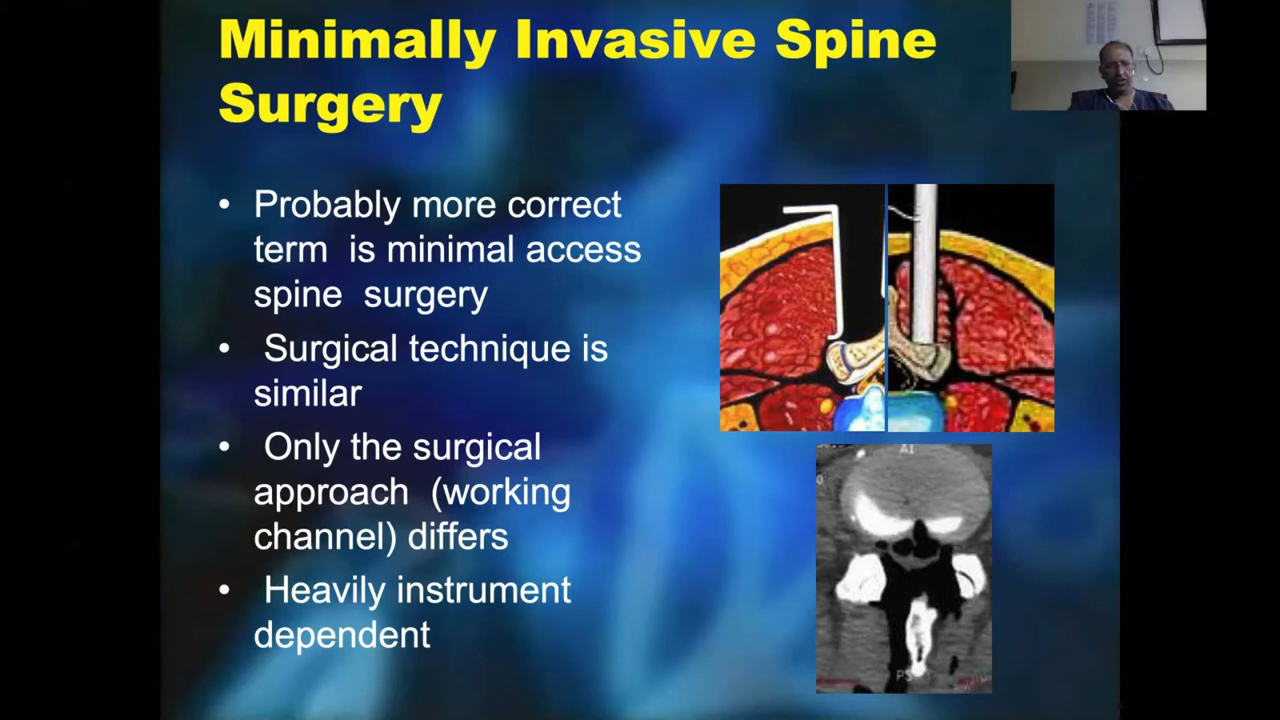 Minimally Invasive Spine
Surgery
• Probably more correct
term is minimal access
spine surgery
• Surgical technique is
similar
• Only the surgical
approach (working
channel) differs
• Heavily instrument
dependent